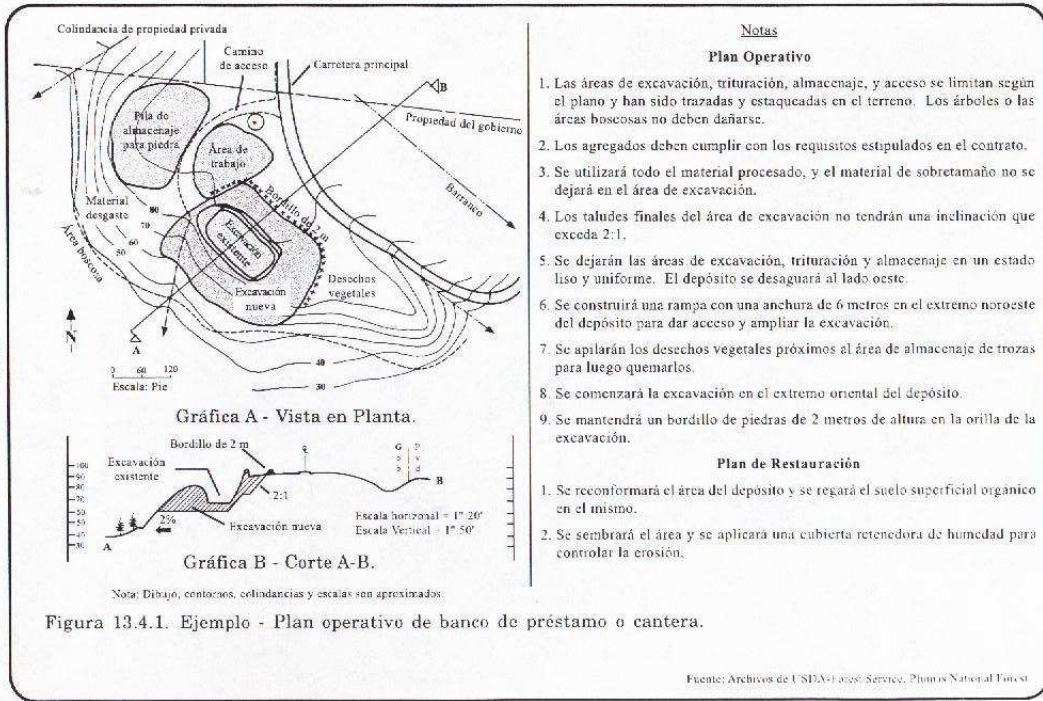 Colindancia de propiedad privada
Camino
de acceso
Carretera principal
B
Propiedad del gobierno
Pila de
almacenaje
para piedra
Área de
trabajo
Barranco
Bordillo de 2 m
Material
desgaste
80
70
60
50
Excavación
existente
Área boscosa
Desechos
vegetales
Excavación
nueva
N
A
40
30
0 60 120
Escala: Pie
Gráfica A - Vista en Planta.
Bordillo de 2 m
Excavación
existente
100
90
80
70
60
50
40
30
2%
A
2:1
Excavación nueva
G P
o v
b d
B
Escala horizonal = 1" 20'
Escala Vertical = 1" 50'
Gráfica B - Corte A-B.
Nota: Dibujo, contornos, colindancias y escalas son aproximados.
Notas
Plan Operativo
1. Las áreas de excavación, trituración, almacenaje, y acceso se limitan según
el plano y han sido trazadas y estaqueadas en el terreno. Los árboles o las
áreas boscosas no deben dañarse.
2. Los agregados deben cumplir con los requisitos estipulados en el contrato.
3. Se utilizará todo el material procesado, y el material de sobretamaño no se
dejará en el área de excavación.
4. Los taludes finales del área de excavación no tendrán una inclinación que
exceda 2:1.
5. Se dejarán las áreas de excavación, trituración y almacenaje en un estado
liso y uniforme. El depósito se desaguará al lado oeste.
6. Se construirá una rampa con una anchura de 6 metros en el extremo noroeste
del depósito para dar acceso y ampliar la excavación.
7. Se apilarán los desechos vegetales próximos al área de almacenaje de trozas
para luego quemarlos.
8. Se comenzará la excavación en el extremo oriental del depósito.
9. Se mantendrá un bordillo de piedras de 2 metros de altura en la orilla de la
excavación.
Plan de Restauración
1. Se reconformará el área del depósito y se regará el suelo superficial orgánico
en el mismo.
2. Se sembrará el área y se aplicará una cubierta retenedora de humedad para
controlar la erosión.
Figura 13.4.1. Ejemplo - Plan operativo de banco de préstamo o cantera.
Fuente: Archivos de USDA-Forest Service, Plumas National Forest